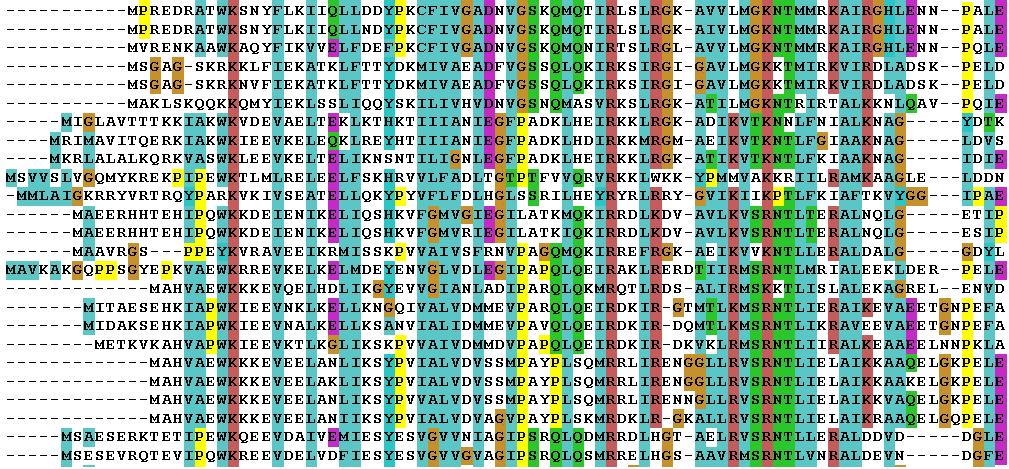 -----------MPREDRATWKSNYFLKIIQLLDDYPKCFIVGADNVGSKQMQTIRLSLRGK-AVVLMGKNTMMRKAIRGHLENN--PALE
-----------MPREDRATWKSNYFLKIIQLLNDYPKCFIVGADNVGSKQMQTIRLSLRGK-AVVLMGKNTMMRKAIRGHLENN--PALE
-----------MVRENKAAWKAQYFIKVVELFDEFPKCFIVGADNVGSKQMQNIRTSLRGL-AVVLMGKNTMMRKAIRGHLENN--PQLE
-----------MSGAG-SKRKKLFIEKATKLFTTYDKMIVAEADFVGSSQLQKIRKSIRGI-GAVLMGKKTMIRKVIRDLADSK--PELD
-----------MSGAG-SKRKNVFIEKATKLFTTYDKMIVAEADFVGSSQLQKIRKSIRGI-GAVLMGKKTMIRKVIRDLADSK--PELD
-----------MAKLSKQQKKQMYIEKLSSLIQQYSKILIVHVDNVGSNQMASVRKSLRGK-ATILMGKNTRIRTALKKNLQAV--PQIE
-----MIGLAVTTTKKIAKWKVDEVAELTEKLKTHKTIIIANIEGFPADKLHEIRKKLRGK-ADIKVTKNNLFNIALKNAG-----YDTK
----MRIMAVITQERKIAKWKIEEVKELEQKLREYHTIIIANIEGFPADKLHDIRKKMRGM-AEIKVTKNTLFGIAAKNAG-----LDVS
----MKRLALALKQRKVASWKLEEVKELTELIKNSNTILIGNLEGFPADKLHEIRKKLRGK-ATIKVTKNTLFKIAAKNAG-----IDIE
MSVVSLVGQMYKREKPIPEWKTLMLRELEELFSKHRVVLFADLTGTPTFVVQRVRKKLWKK-YPMMVAKKRIILRAMKAAGLE---LDDN
-MMLAIGKRRYVRTRQYPARKVKIVSEATELLQKYPYVFLFDLHGLSSRILHEYRYRLRRY-GVIKIIKPTLFKIAFTKVYGG---IPAE
------MAEERHHTEHIPQWKKDEIENIKELIQSHKVFGMVGIEGILATKMQKIRRDLKDV-AVLKVSRNTLTERALNQLG-----ETIP
------MAEERHHTEHIPQWKKDEIENIKELIQSHKVFGMVRIEGILATKIQKIRRDLKDV-AVLKVSRNTLTERALNQLG-----ESIP
------MAAVRGS---PPEYKVRAVEEIKRMISSKPVVAIVSFRNVPAGQMQKIRREFRGK-AEIKVVKNTLLERALDALG-----GDYL
MAVKAKGQPPSGYEPKVAEWKRREVKELKELMDEYENVGLVDLEGIPAPQLQEIRAKLRERDTIIRMSRNTLMRIALEEKLDER--PELE
-------------MAHVAEWKKKEVQELHDLIKGYEVVGIANLADIPARQLQKMRQTLRDS-ALIRMSKKTLISLALEKAGREL--ENVD
-------MITAESEHKIAPWKIEEVNKLKELLKNGQIVALVDMMEVPARQLQEIRDKIR-GTMTLKMSRNTLIERAIKEVAEETGNPEFA
-------MIDAKSEHKIAPWKIEEVNALKELLKSANVIALIDMMEVPAVQLQEIRDKIR-DQMTLKMSRNTLIKRAVEEVAEETGNPEFA
--------METKVKAHVAPWKIEEVKTLKGLIKSKPVVAIVDMMDVPAPQLQEIRDKIR-DKVKLRMSRNTLIIRALKEAAEELNNPKLA
-------------MAHVAEWKKKEVEELANLIKSYPVIALVDVSSMPAYPLSQMRRLIRENGGLLRVSRNTLIELAIKKAAQELGKPELE
-------------MAHVAEWKKKEVEELAKLIKSYPVIALVDVSSMPAYPLSQMRRLIRENGGLLRVSRNTLIELAIKKAAKELGKPELE
-------------MAHVAEWKKKEVEELANLIKSYPVIALVDVSSMPAYPLSQMRRLIRENNGLLRVSRNTLIELAIKKVAQELGKPELE
-------------MAHVAEWKKKEVEELANIIKSYPVIALVDVAGVPAYPLSKMRDKLR-GKALLRVSRNTLIELAIKRAAQELGQPELE
-----MSAESERKTETIPEWKQEEVDAIVEMIESYESVGVVNIAGIPSRQLQDMRRDLHGT-AELRVSRNTLLERALDDVD-----DGLE
-----MSESEVRQTEVIPQWKREEVDELVDFIESYESVGVVGVAGIPSRQLQSMRRELHGS-AAVRMSRNTLVNRALDEVN-----DGFE